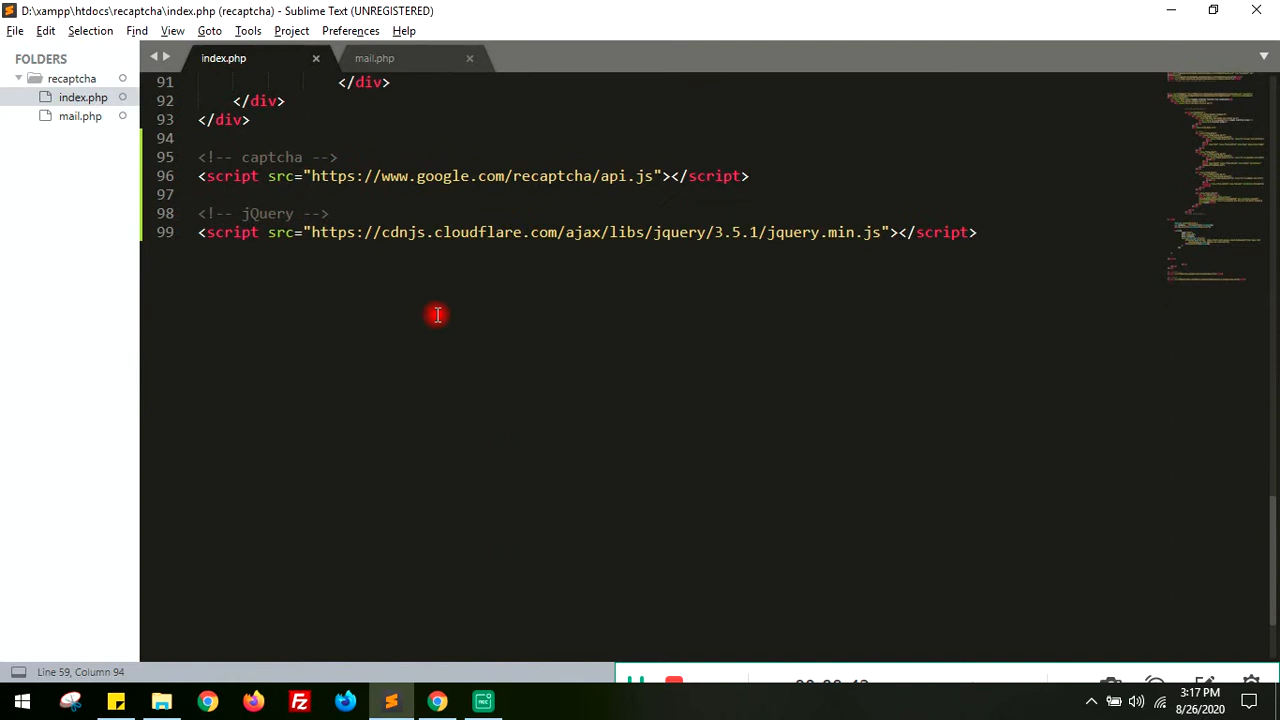 D:\xampp\htdocs\recaptcha\index.php (recaptcha) - Sublime Text (UNREGISTERED)
File Edit Selection Find View Goto Tools Project Preferences Help
FOLDERS
recaptcha
index.php
mail.php
index.php mail.php
91 </div>
92 </div>
93 </div>
94
95 <!-- captcha -->
96 <script src="https://www.google.com/recaptcha/api.js"></script>
97
98 <!-- jQuery -->
99 <script src="https://cdnjs.cloudflare.com/ajax/libs/jquery/3.5.1/jquery.min.js"></script>
Line 59, Column 94
3:17 PM
8/26/2020